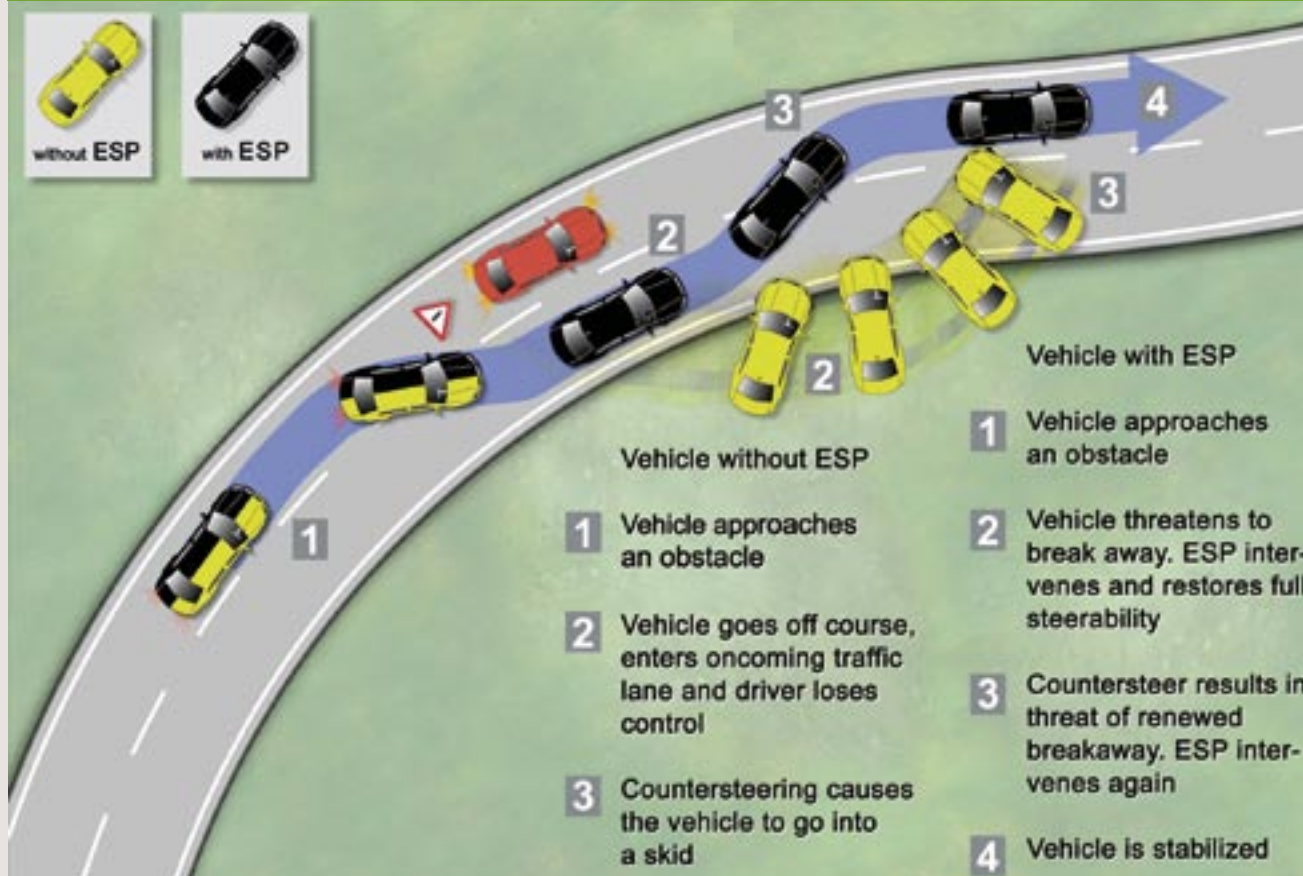 without ESP
with ESP
3
4
3
2
2
1
Vehicle without ESP
1 Vehicle approaches
an obstacle
2 Vehicle goes off course,
enters oncoming traffic
lane and driver loses
control
3 Countersteering causes
the vehicle to go into
a skid
Vehicle with ESP
1 Vehicle approaches
an obstacle
2 Vehicle threatens to
break away. ESP inter-
venes and restores full
steerability
3 Countersteer results in
threat of renewed
breakaway. ESP inter-
venes again
4 Vehicle is stabilized